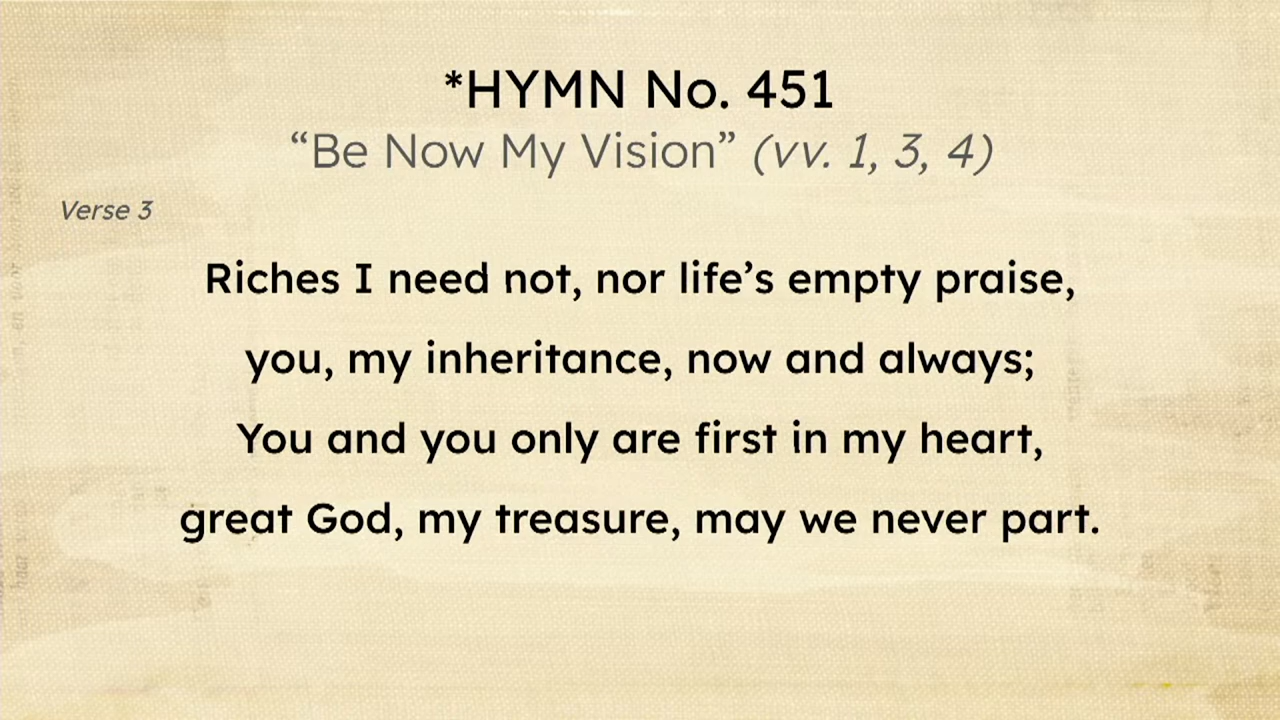 *HYMN No. 451
“Be Now My Vision” (vv. 1, 3, 4)
Verse 3
Riches I need not, nor life’s empty praise,
you, my inheritance, now and always;
You and you only are first in my heart,
great God, my treasure, may we never part.